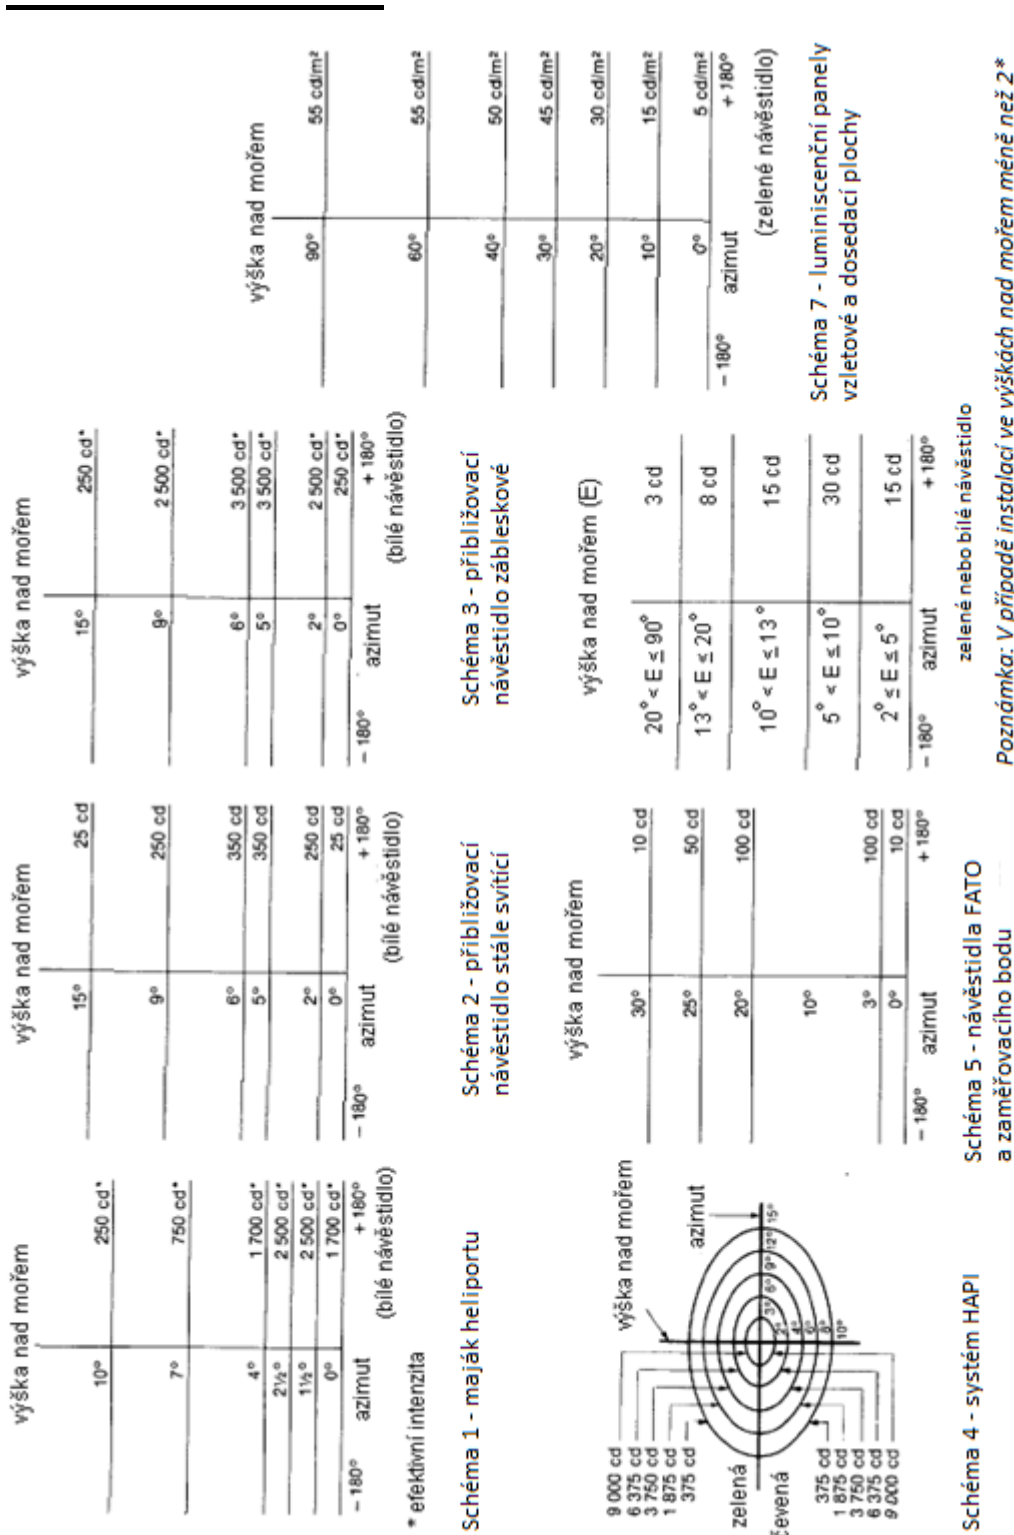 výška nad mořem
10° 250 cd*
7° 750 cd*
4° 1 700 cd*
2½° 2 500 cd*
1½° 2 500 cd*
0° 1 700 cd*
– 180° azimut + 180°
(bílé návěstidlo)
* efektivní intenzita
Schéma 1 - maják heliportu
výška nad mořem
15° 25 cd
9° 250 cd
6° 350 cd
5° 350 cd
2° 250 cd
0° 25 cd
– 180° azimut + 180°
(bílé návěstidlo)
Schéma 2 - přibližovací
návěstidlo stále svítící
výška nad mořem
15° 250 cd*
9° 2 500 cd*
6° 3 500 cd*
5° 3 500 cd*
2° 2 500 cd*
0° 250 cd*
– 180° azimut + 180°
(bílé návěstidlo)
Schéma 3 - přibližovací
návěstidlo zábleskové
výška nad mořem
azimut
9 000 cd
6 375 cd
3 750 cd
1 875 cd
375 cd
zelená
3° 6° 9° 12° 15°
2°
4°
6°
8°
10°
375 cd
1 875 cd
3 750 cd
6 375 cd
9 000 cd
Schéma 4 - systém HAPI
výška nad mořem
30° 10 cd
25° 50 cd
20° 100 cd
10°
3° 100 cd
0° 10 cd
– 180° azimut + 180°
Schéma 5 - návěstidla FATO
a zaměřovacího bodu
výška nad mořem (E)
20° < E ≤ 90° 3 cd
13° < E ≤ 20° 8 cd
10° < E ≤ 13° 15 cd
5° < E ≤ 10° 30 cd
2° ≤ E ≤ 5° 15 cd
– 180° azimut + 180°
zelené nebo bílé návěstidlo
Poznámka: V případě instalací ve výškách nad mořem méně než 2*
výška nad mořem
90° 55 cd/m²
60° 55 cd/m²
40° 50 cd/m²
30° 45 cd/m²
20° 30 cd/m²
10° 15 cd/m²
0° 5 cd/m²
– 180° azimut + 180°
(zelené návěstidlo)
Schéma 7 - luminiscenční panely
vzletové a dosedací plochy